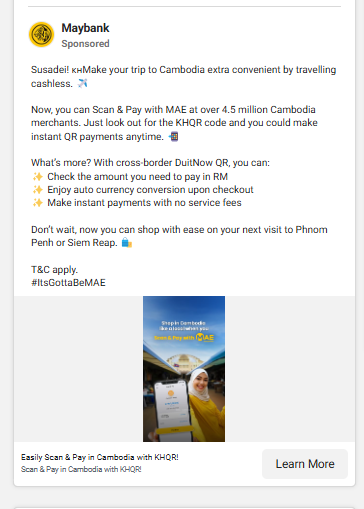 Maybank
Sponsored
Susadei! ᴋʜMake your trip to Cambodia extra convenient by travelling
cashless. ✈️
Now, you can Scan & Pay with MAE at over 4.5 million Cambodia
merchants. Just look out for the KHQR code and you could make
instant QR payments anytime. 📲
What's more? With cross-border DuitNow QR, you can:
✨ Check the amount you need to pay in RM
✨ Enjoy auto currency conversion upon checkout
✨ Make instant payments with no service fees
Don't wait, now you can shop with ease on your next visit to Phnom
Penh or Siem Reap. 🛍️
T&C apply.
#ItsGottaBeMAE
Shop in Cambodia
like a local when you
Scan & Pay with MAE
Easily Scan & Pay in Cambodia with KHQR!
Scan & Pay in Cambodia with KHQR!
Learn More